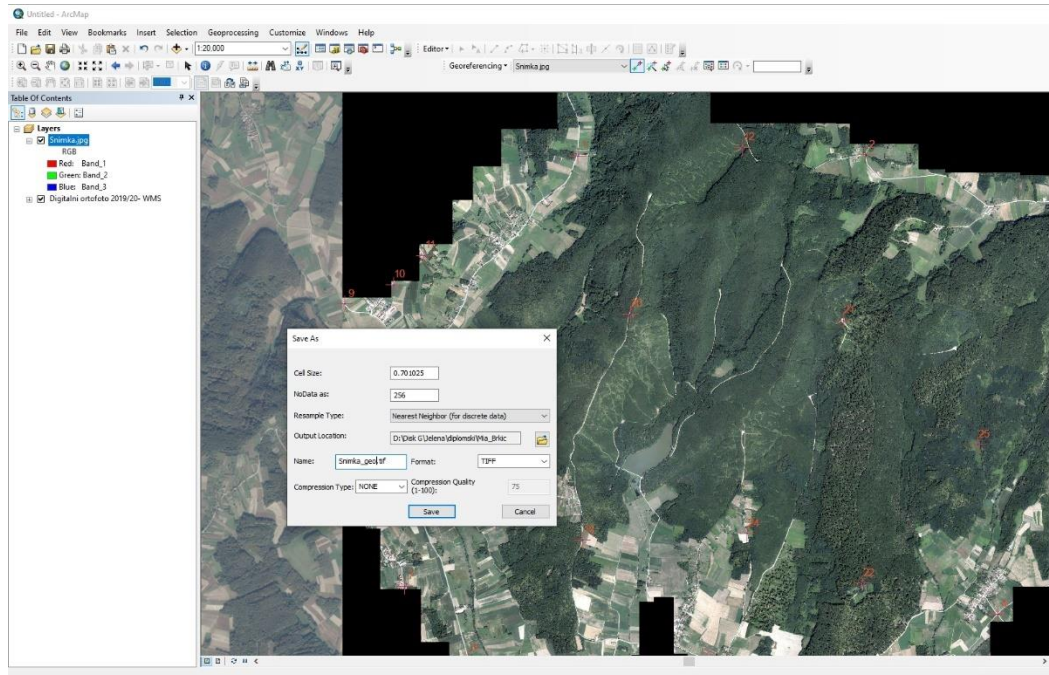 Untitled - ArcMap
File Edit View Bookmarks Insert Selection Geoprocessing Customize Windows Help
1:20.000
Editor
Georeferencing Snimka.jpg
Table Of Contents
Layers
Snimka.jpg
RGB
Red: Band_1
Green: Band_2
Blue: Band_3
Digitalni ortofoto 2019/20- WMS
12
2
11
10
9
21
25
24
22
Save As
Cell Size: 0.701025
NoData as: 256
Resample Type: Nearest Neighbor (for discrete data)
Output Location: D:\Disk G\Jelena\diplomski\Mia_Brkic
Name: Snimka_geo.tif Format: TIFF
Compression Type: NONE Compression Quality (1-100): 75
Save Cancel